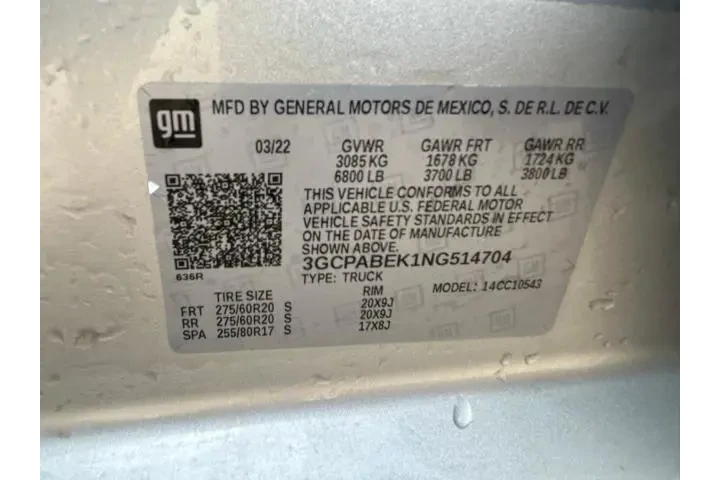 gm
MFD BY GENERAL MOTORS DE MEXICO, S. DE R.L. DE C.V.
03/22 GVWR GAWR FRT GAWR RR
3085 KG 1678 KG 1724 KG
6800 LB 3700 LB 3800 LB
THIS VEHICLE CONFORMS TO ALL
APPLICABLE U.S. FEDERAL MOTOR
VEHICLE SAFETY STANDARDS IN EFFECT
ON THE DATE OF MANUFACTURE
SHOWN ABOVE.
636R
3GCPABEK1NG514704
TYPE: TRUCK MODEL: 14CC10543
TIRE SIZE RIM
FRT 275/60R20 S 20X9J
RR 275/60R20 S 20X9J
SPA 255/80R17 S 17X8J